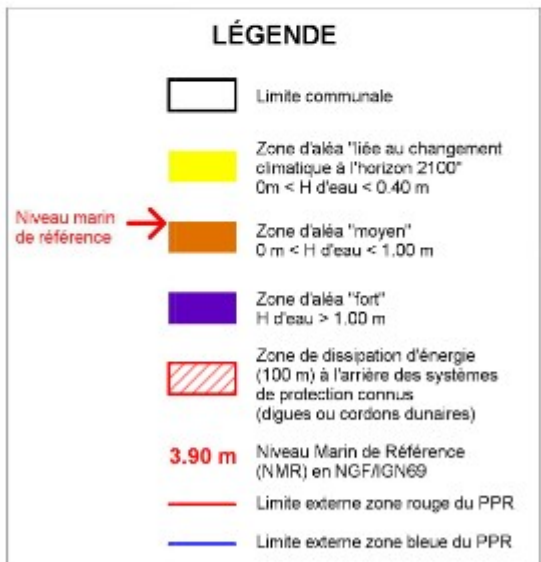 LÉGENDE
Limite communale
Zone d'aléa "liée au changement
climatique à l'horizon 2100"
0m < H d'eau < 0.40 m
Niveau marin
de référence
Zone d'aléa "moyen"
0 m < H d'eau < 1.00 m
Zone d'aléa "fort"
H d'eau > 1.00 m
Zone de dissipation d'énergie
(100 m) à l'arrière des systèmes
de protection connus
(digues ou cordons dunaires)
3.90 m
Niveau Marin de Référence
(NMR) en NGF/IGN69
Limite externe zone rouge du PPR
Limite externe zone bleue du PPR